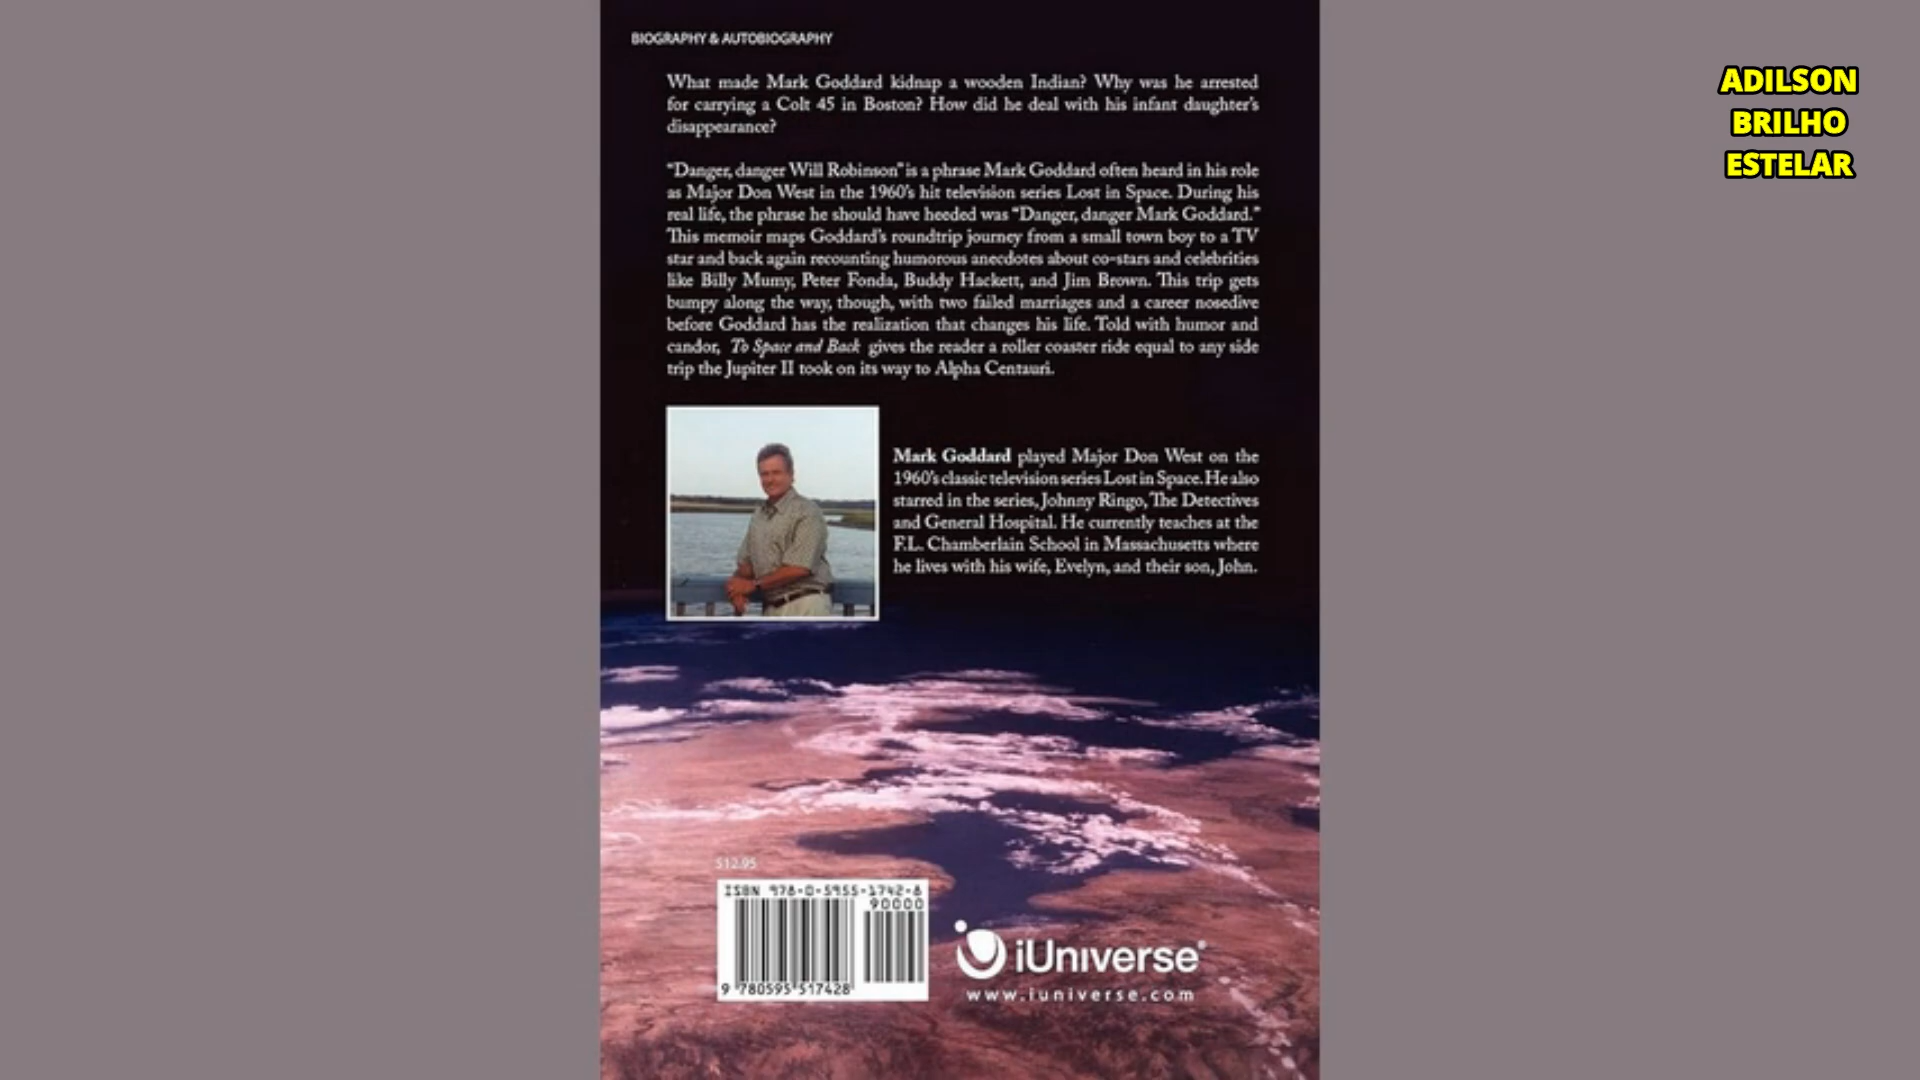 BIOGRAPHY & AUTOBIOGRAPHY
What made Mark Goddard kidnap a wooden Indian? Why was he arrested
for carrying a Colt 45 in Boston? How did he deal with his infant daughter's
disappearance?
"Danger, danger Will Robinson" is a phrase Mark Goddard often heard in his role
as Major Don West in the 1960's hit television series Lost in Space. During his
real life, the phrase he should have heeded was "Danger, danger Mark Goddard."
This memoir maps Goddard's roundtrip journey from a small town boy to a TV
star and back again recounting humorous anecdotes about co-stars and celebrities
like Billy Mumy, Peter Fonda, Buddy Hackett, and Jim Brown. This trip gets
bumpy along the way, though, with two failed marriages and a career nosedive
before Goddard has the realization that changes his life. Told with humor and
candor, To Space and Back gives the reader a roller coaster ride equal to any side
trip the Jupiter II took on its way to Alpha Centauri.
Mark Goddard played Major Don West on the
1960's classic television series Lost in Space. He also
starred in the series, Johnny Ringo, The Detectives
and General Hospital. He currently teaches at the
F.L. Chamberlain School in Massachusetts where
he lives with his wife, Evelyn, and their son, John.
$12.95
ISBN 978-0-5955-1742-8
90000
9 780595 517428
iUniverse®
www.iuniverse.com
ADILSON
BRILHO
ESTELAR